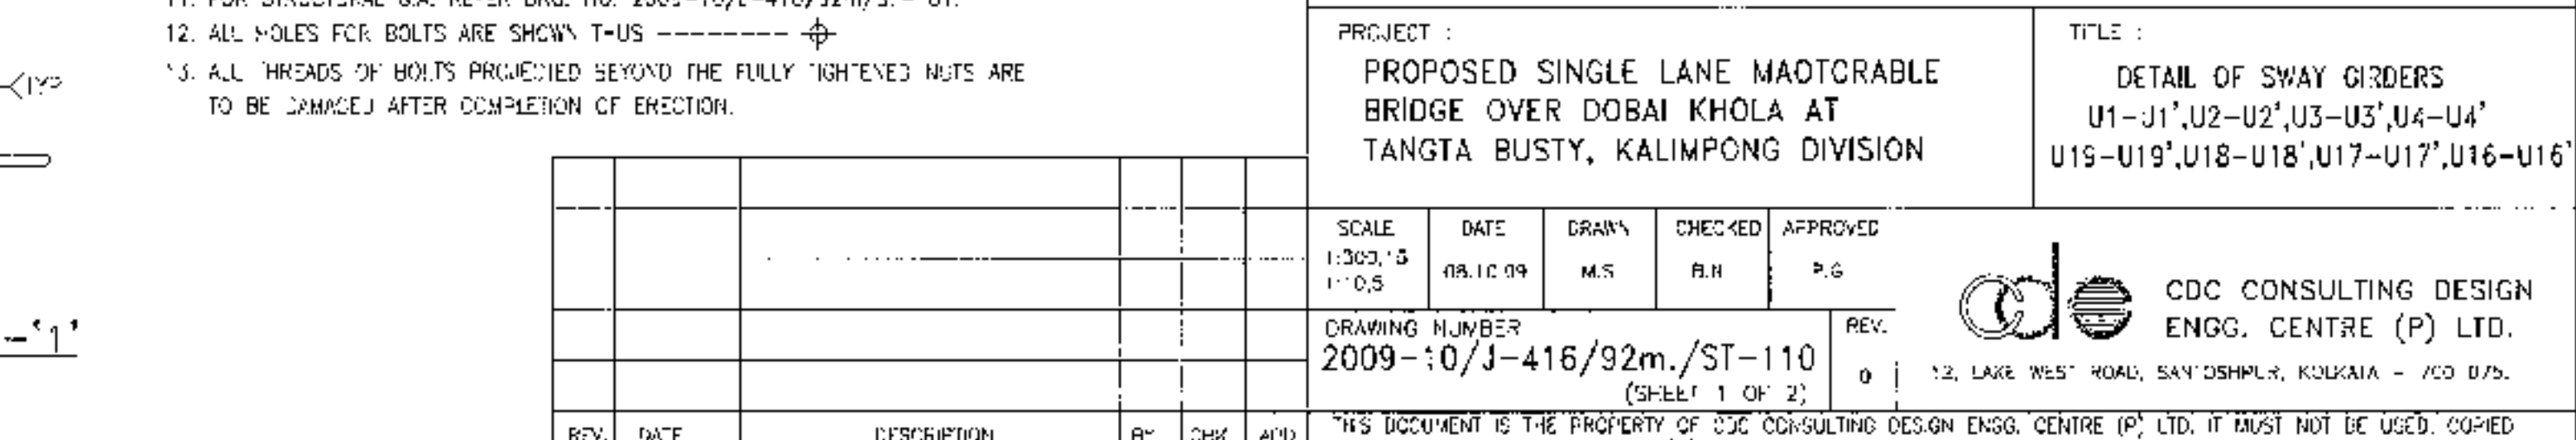 12. ALL HOLES FOR BOLTS ARE SHOWN THUS ---------
13. ALL THREADS OF BOLTS PROJECTED BEYOND THE FULLY TIGHTENED NUTS ARE
TO BE DAMAGED AFTER COMPLETION OF ERECTION.
TYP
PROJECT :
PROPOSED SINGLE LANE MAOTORABLE
BRIDGE OVER DOBAI KHOLA AT
TANGTA BUSTY, KALIMPONG DIVISION
TITLE :
DETAIL OF SWAY GIRDERS
U1-U1',U2-U2',U3-U3',U4-U4'
U19-U19',U18-U18',U17-U17',U16-U16'
SCALE DATE DRAWN CHECKED APPROVED
08.10.09 M.S P.G
1:10,5
DRAWING NUMBER REV.
2009-10/J-416/92m./ST-110 0
(SHEET 1 OF 2)
cdc
CDC CONSULTING DESIGN
ENGG. CENTRE (P) LTD.
12, LAKE WEST ROAD, SANTOSHPUR, KOLKATA - 700 075.
-'1'
REV. DATE DESCRIPTION BY CHK
THIS DOCUMENT IS THE PROPERTY OF CDC CONSULTING DESIGN ENGG. CENTRE (P) LTD. IT MUST NOT BE USED. COPIED